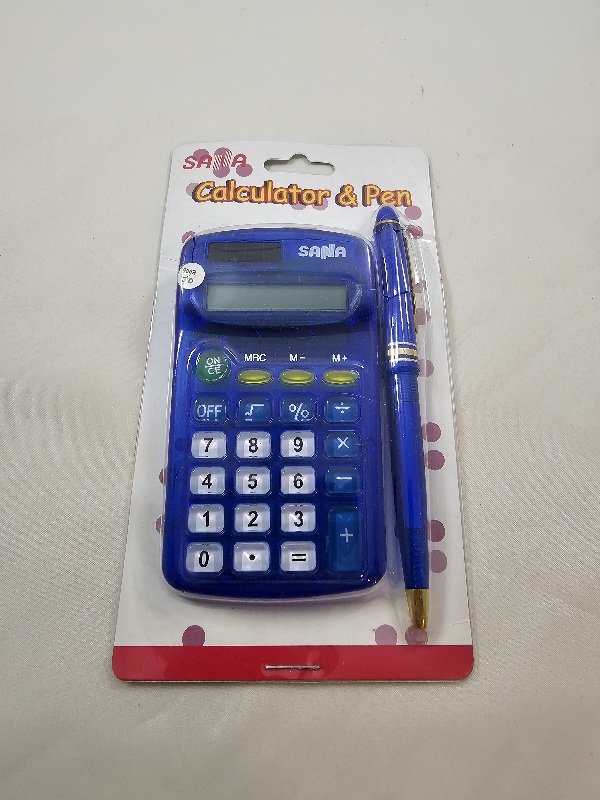 SANA
Calculator & Pen
SANA
MRC M− M+
ON/CE
OFF √ % ÷
7 8 9 ×
4 5 6 −
1 2 3 +
0 . =